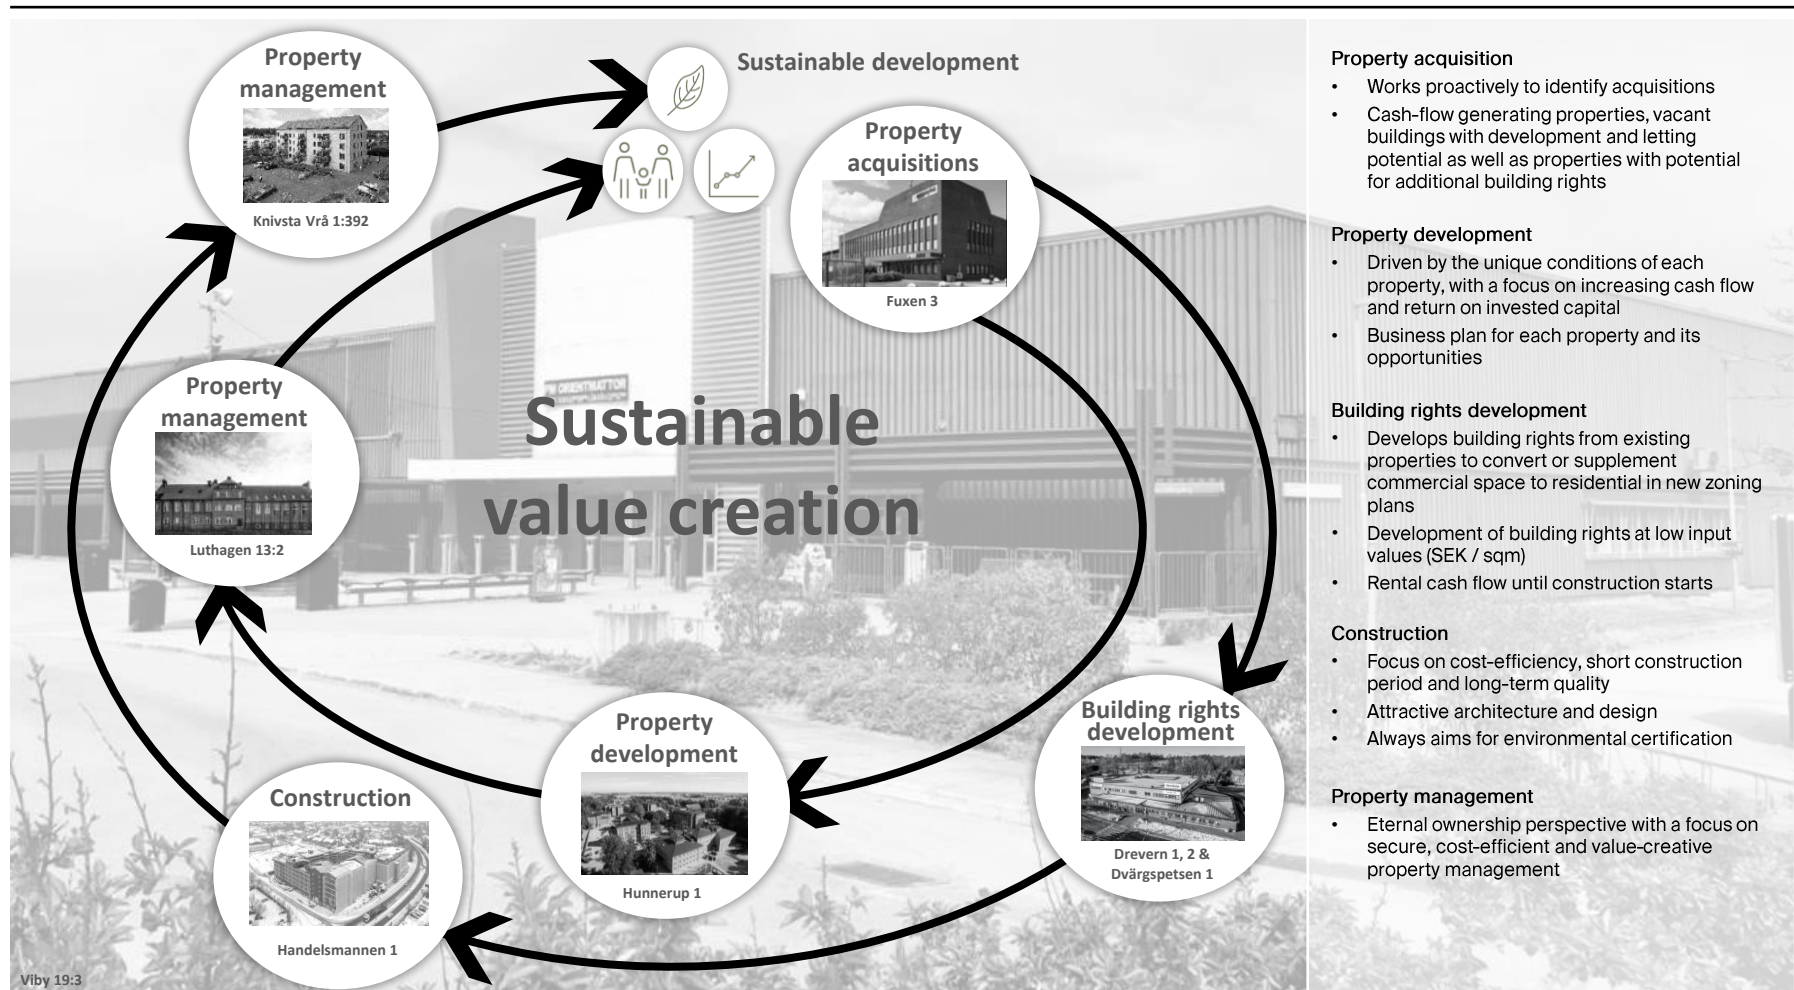 Property
management
Knivsta Vrå 1:392
Sustainable development
Property
acquisitions
Fuxen 3
Property
management
Luthagen 13:2
FM ORIENTMATTOR
Sustainable
value creation
Property
development
Hunnerup 1
Building rights
development
Drevern 1, 2 &
Dvärgspetsen 1
Construction
Handelsmannen 1
Viby 19:3
Property acquisition
• Works proactively to identify acquisitions
• Cash-flow generating properties, vacant
buildings with development and letting
potential as well as properties with potential
for additional building rights
Property development
• Driven by the unique conditions of each
property, with a focus on increasing cash flow
and return on invested capital
• Business plan for each property and its
opportunities
Building rights development
• Develops building rights from existing
properties to convert or supplement
commercial space to residential in new zoning
plans
• Development of building rights at low input
values (SEK / sqm)
• Rental cash flow until construction starts
Construction
• Focus on cost-efficiency, short construction
period and long-term quality
• Attractive architecture and design
• Always aims for environmental certification
Property management
• Eternal ownership perspective with a focus on
secure, cost-efficient and value-creative
property management